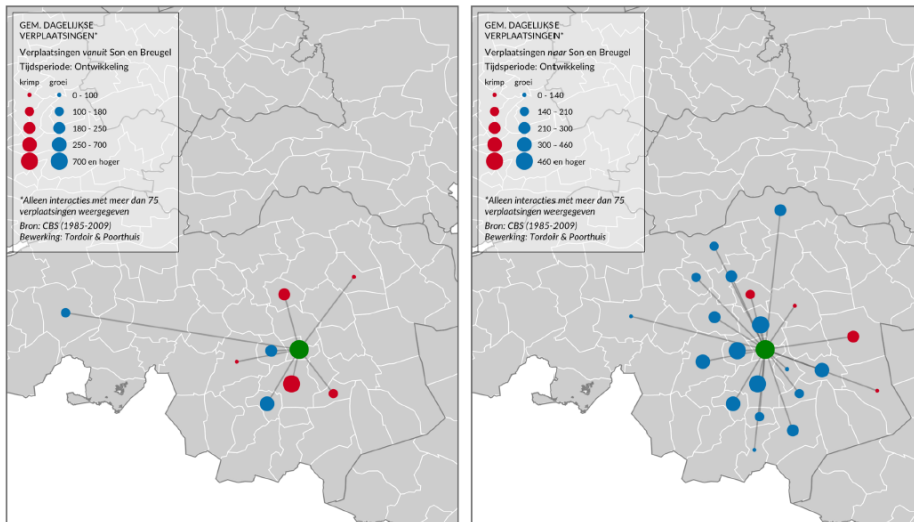 GEM. DAGELIJKSE
VERPLAATSINGEN*
Verplaatsingen vanuit Son en Breugel
Tijdsperiode: Ontwikkeling
krimp groei
0 - 100
100 - 180
180 - 250
250 - 700
700 en hoger
*Alleen interacties met meer dan 75
verplaatsingen weergegeven
Bron: CBS (1985-2009)
Bewerking: Tordoir & Poorthuis
GEM. DAGELIJKSE
VERPLAATSINGEN*
Verplaatsingen naar Son en Breugel
Tijdsperiode: Ontwikkeling
krimp groei
0 - 140
140 - 210
210 - 300
300 - 460
460 en hoger
*Alleen interacties met meer dan 75
verplaatsingen weergegeven
Bron: CBS (1985-2009)
Bewerking: Tordoir & Poorthuis